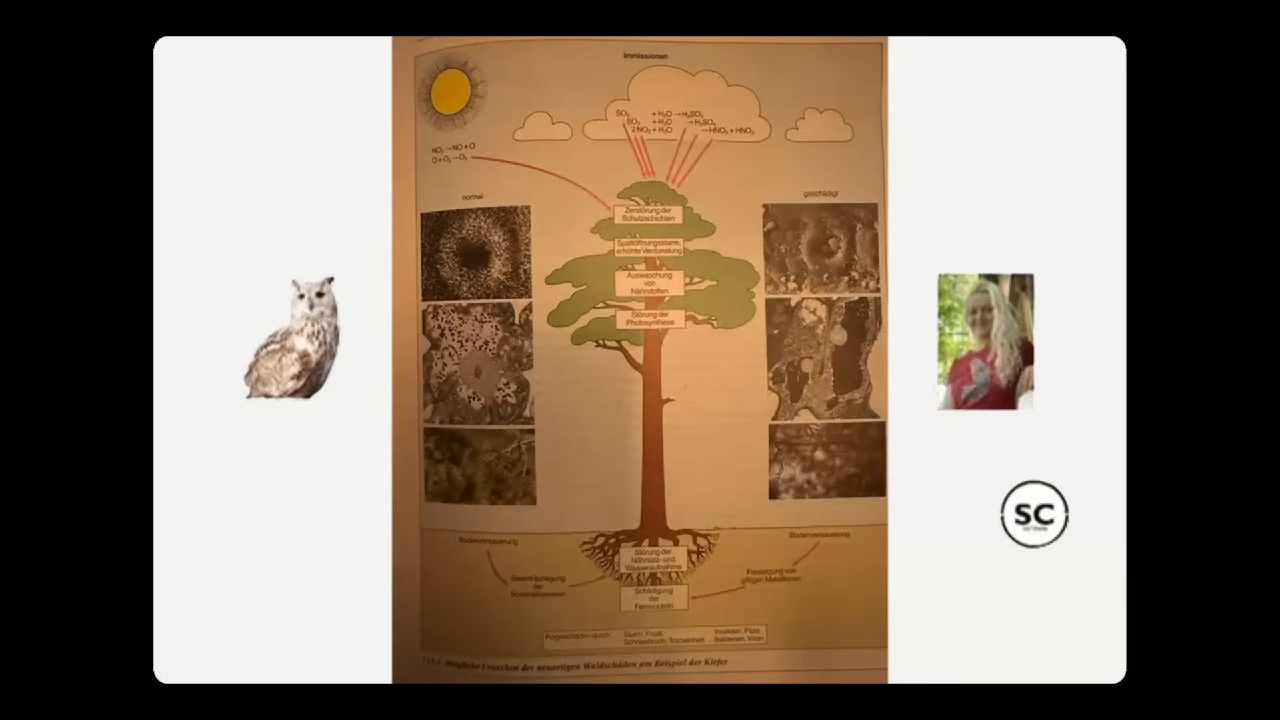 Immissionen
SO2 + H2O → H2SO3
SO3 + H2O → H2SO4
2 NO2 + H2O → HNO3 + HNO2
NO2 → NO + O
O + O2 → O3
normal
geschädigt
Zerstörung der
Schutzschichten
Spaltöffnungsstarre,
erhöhte Verdunstung
Auswaschung
von
Nährstoffen
Störung der
Photosynthese
Bodenversauerung
Bodenversauerung
Störung der
Nährsalz- und
Wasseraufnahme
der
Bodenlebewesen
Freisetzung von
giftigen Metallionen
Schädigung
der
Feinwurzeln
Folgeschäden durch:
Sturm, Frost,
Schneebruch, Trockenheit
Insekten, Pilze,
Bakterien, Viren
Mögliche Ursachen der neuartigen Waldschäden am Beispiel der Kiefer
SC